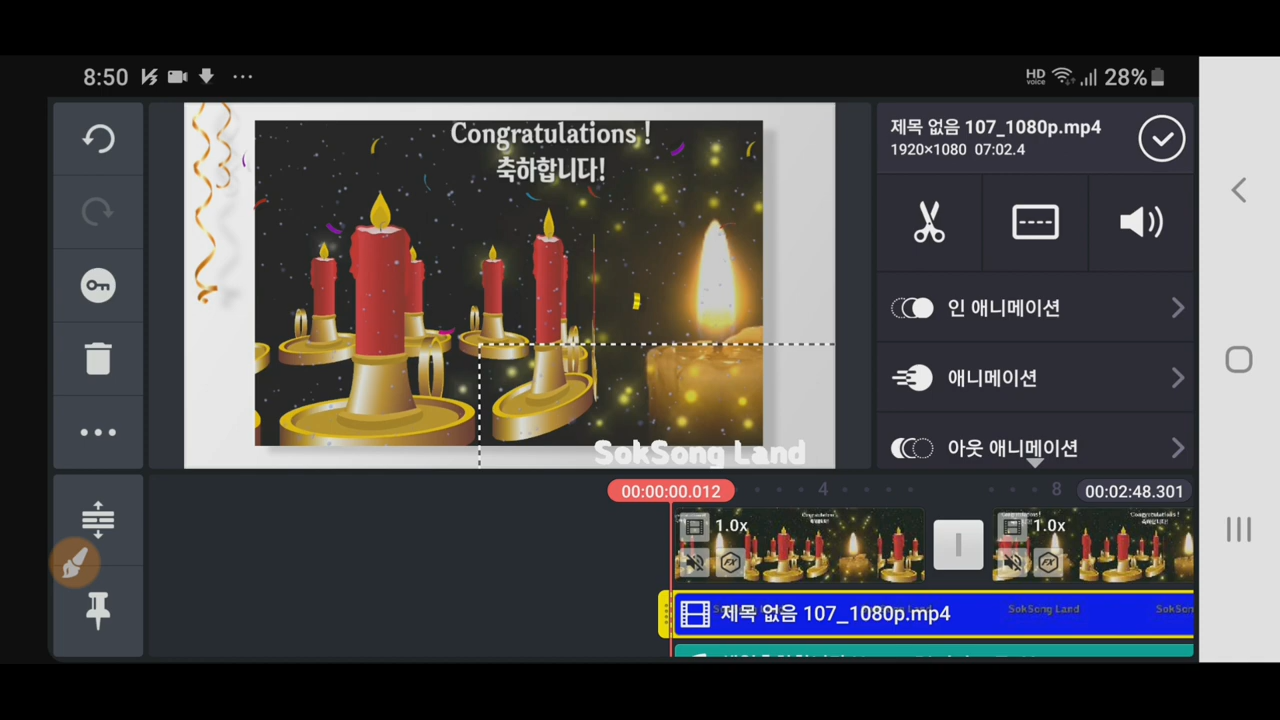 8:50
HD voice
28%
Congratulations !
축하합니다!
SokSong Land
제목 없음 107_1080p.mp4
1920×1080 07:02.4
인 애니메이션
애니메이션
아웃 애니메이션
00:00:00.012
4
8
00:02:48.301
1.0x
1.0x
제목 없음 107_1080p.mp4
SokSong Land